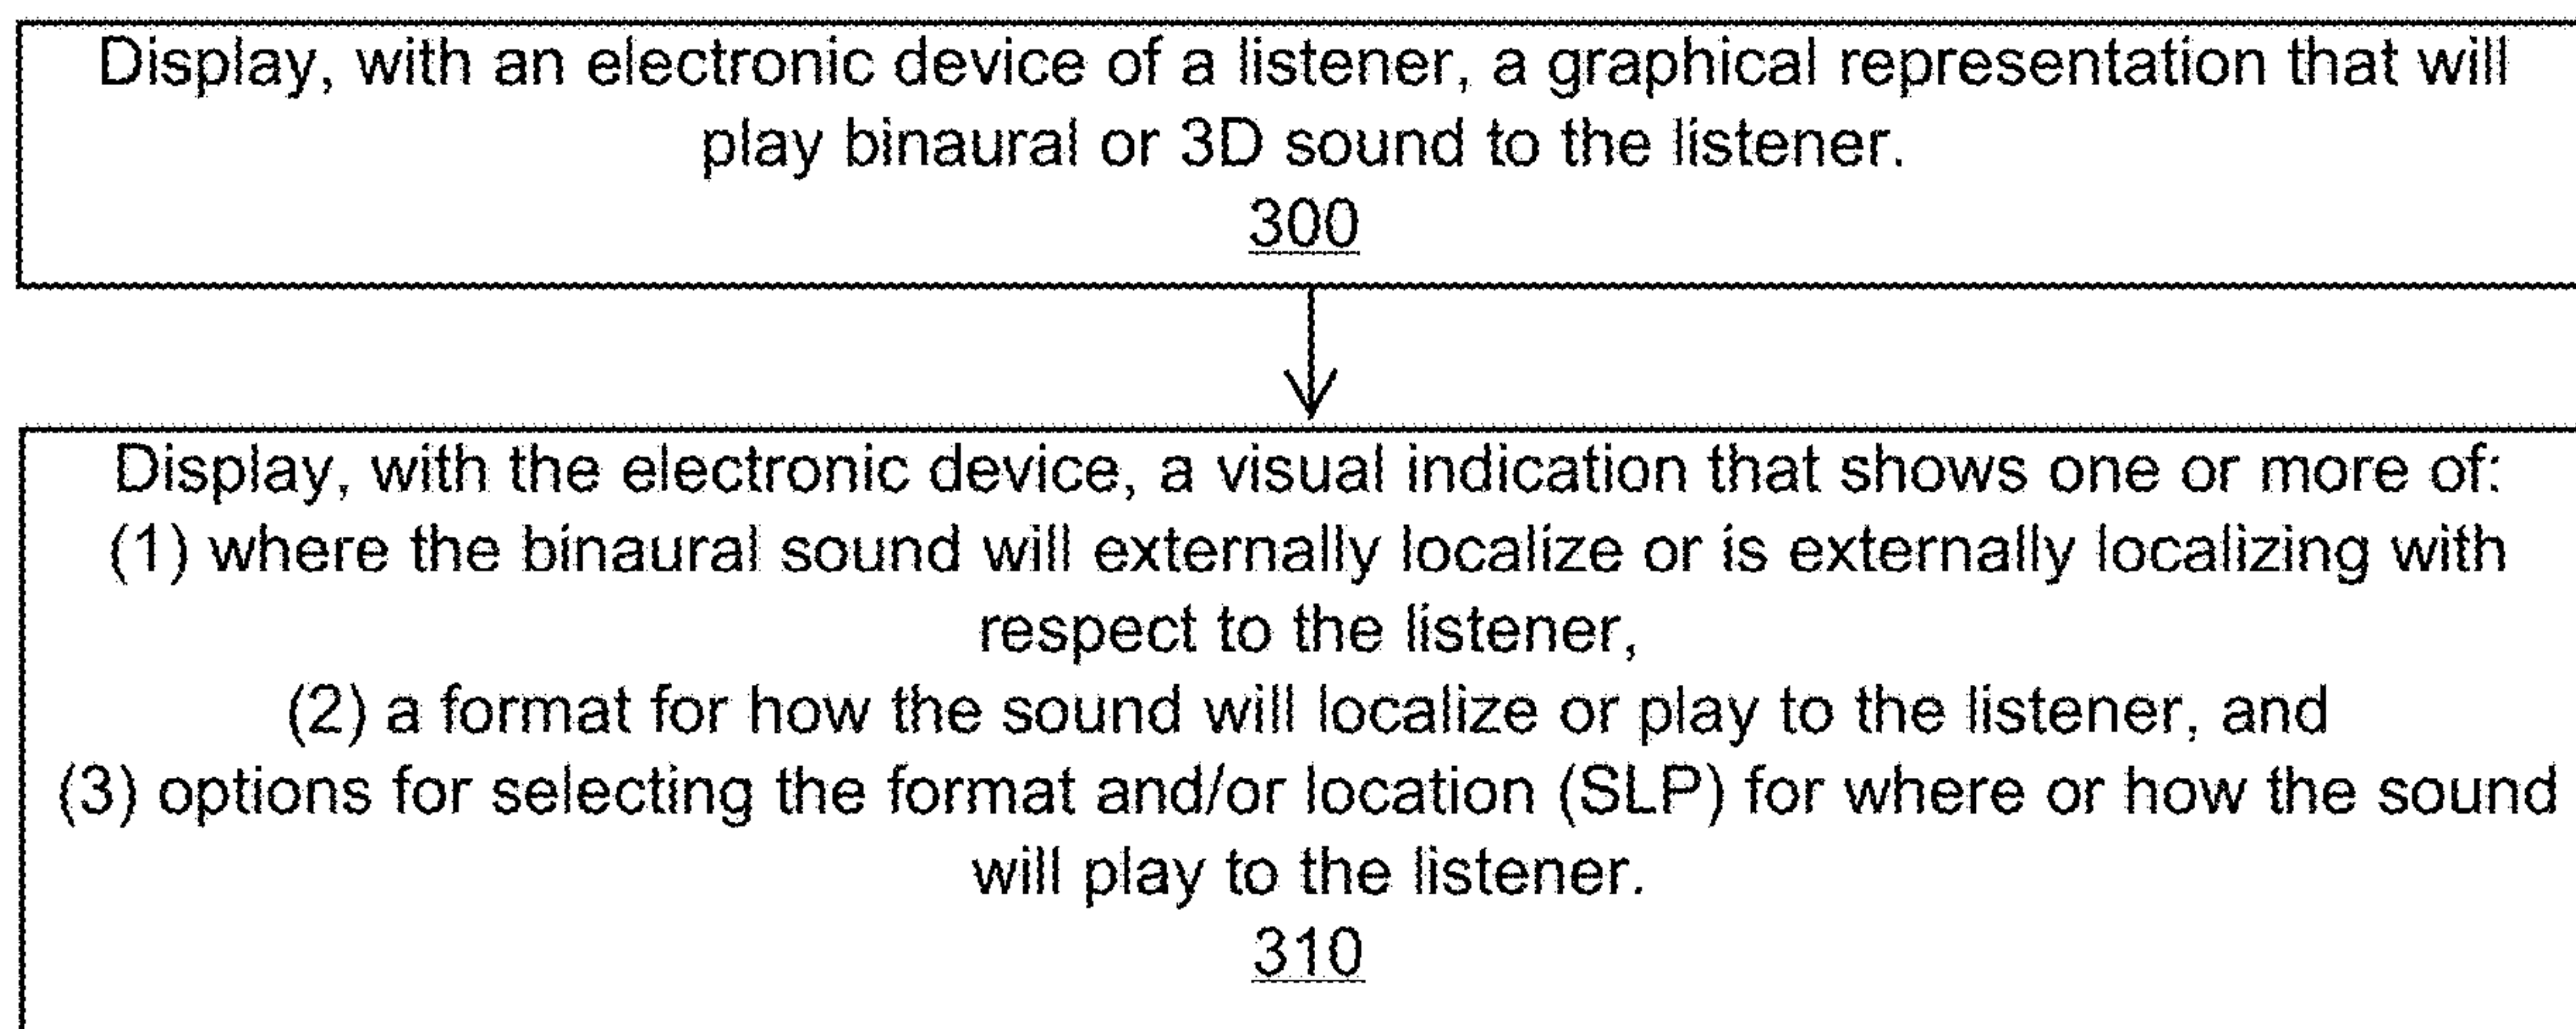 Display, with an electronic device of a listener, a graphical representation that will
play binaural or 3D sound to the listener.
300
Display, with the electronic device, a visual indication that shows one or more of:
(1) where the binaural sound will externally localize or is externally localizing with
respect to the listener,
(2) a format for how the sound will localize or play to the listener, and
(3) options for selecting the format and/or location (SLP) for where or how the sound
will play to the listener.
310